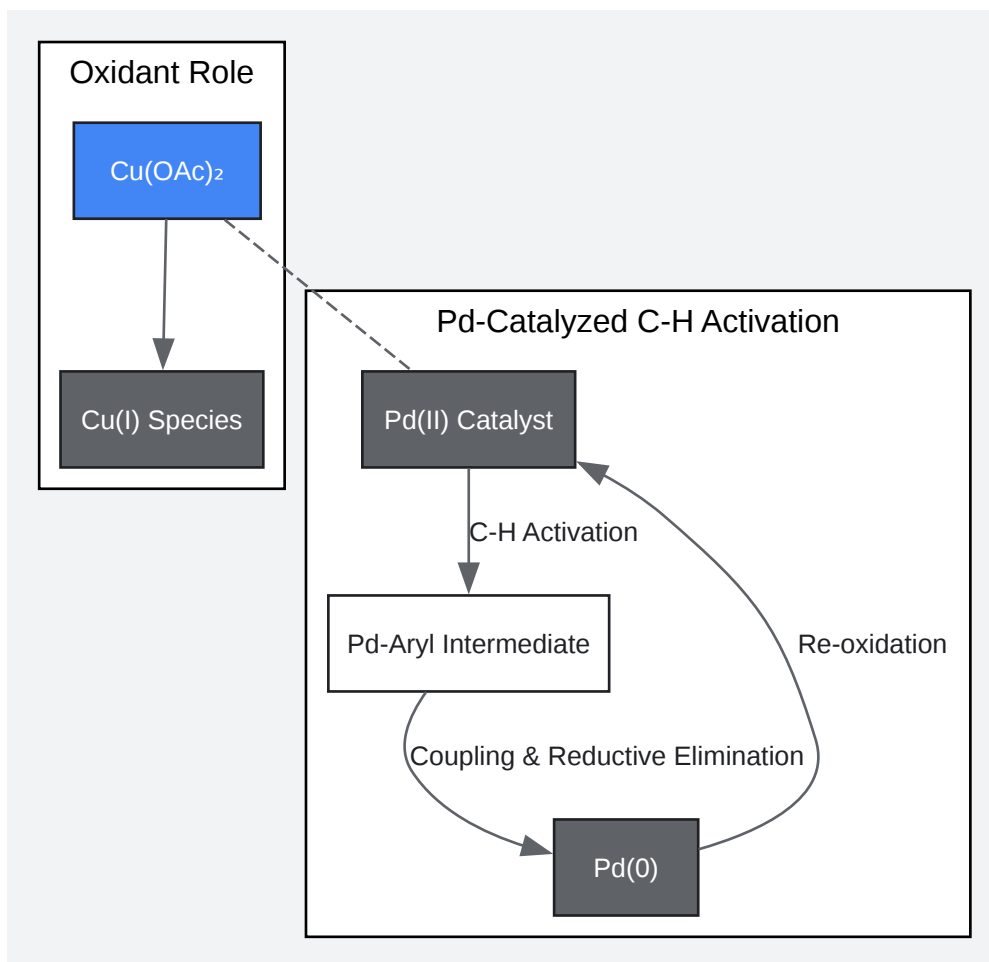 Oxidant Role
Cu(OAc)₂
Cu(I) Species
Pd-Catalyzed C-H Activation
Pd(II) Catalyst
C-H Activation
Pd-Aryl Intermediate
Re-oxidation
Coupling & Reductive Elimination
Pd(0)